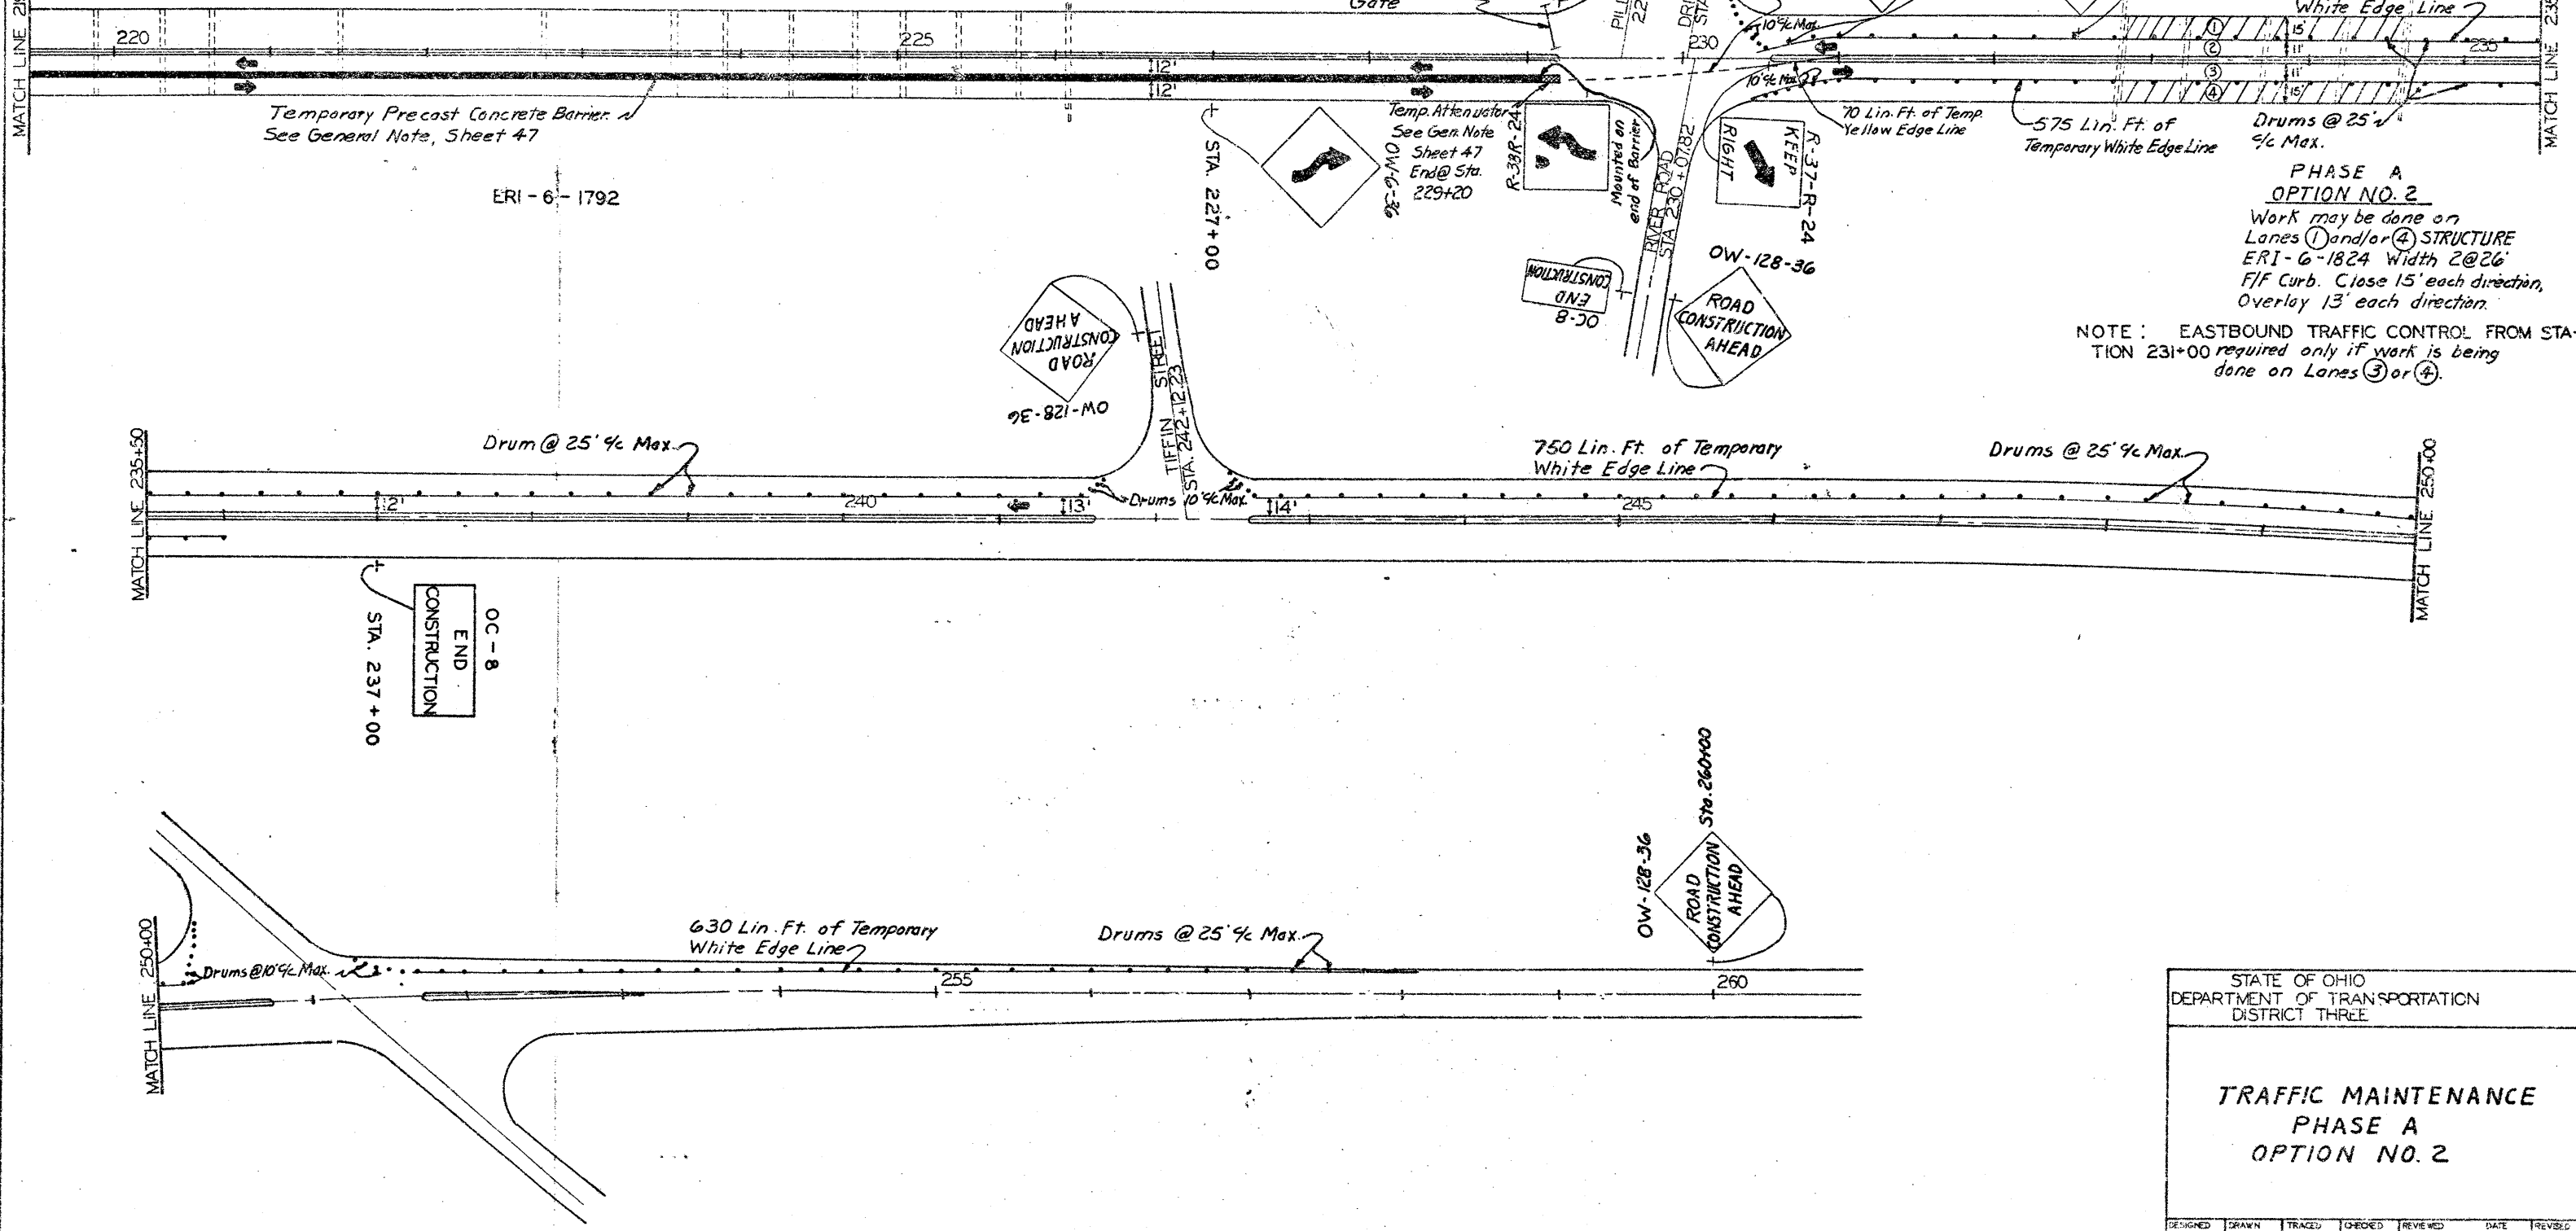 Gate
White Edge Line
MATCH LINE
220
225
230
235
10' c/c Max.
12'
12'
10' c/c Max.
1
2
3
4
15'
11'
11'
15'
MATCH LINE
Temporary Precast Concrete Barrier
See General Note, Sheet 47
ERI-6-1792
STA. 227+00
OW-6-36
Temp. Attenuator
See Gen. Note
Sheet 47
End@ Sta.
229+20
R-38R-24
Mounted on
end of Barrier
RIVER ROAD
STA. 230+07.82
KEEP
RIGHT
R-37-R-24
70 Lin. Ft. of Temp.
Yellow Edge Line
575 Lin. Ft. of
Temporary White Edge Line
Drums @ 25'
c/c Max.
PHASE A
OPTION NO. 2
Work may be done on
Lanes 1 and/or 4 STRUCTURE
ERI-6-1824 Width 2@26'
F/F Curb. Close 15' each direction,
Overlay 13' each direction.
NOTE: EASTBOUND TRAFFIC CONTROL FROM STA-
TION 231+00 required only if work is being
done on Lanes 3 or 4.
END
CONSTRUCTION
OC-8
OW-128-36
ROAD
CONSTRUCTION
AHEAD
ROAD
CONSTRUCTION
AHEAD
OW-128-36
TIFFIN STREET
STA. 242+12.23
MATCH LINE 235+50
Drum @ 25' c/c Max.
12'
240
13'
Drums 10' c/c Max.
14'
750 Lin. Ft. of Temporary
White Edge Line
245
Drums @ 25' c/c Max.
MATCH LINE 250+00
OC-8
END
CONSTRUCTION
STA. 237+00
MATCH LINE 250+00
Drums@10' c/c Max.
630 Lin. Ft. of Temporary
White Edge Line
Drums @ 25' c/c Max.
255
260
OW-128-36
ROAD
CONSTRUCTION
AHEAD
Sta. 260+00
STATE OF OHIO
DEPARTMENT OF TRANSPORTATION
DISTRICT THREE
TRAFFIC MAINTENANCE
PHASE A
OPTION NO. 2
DESIGNED DRAWN TRACED CHECKED REVIEWED DATE REVISED